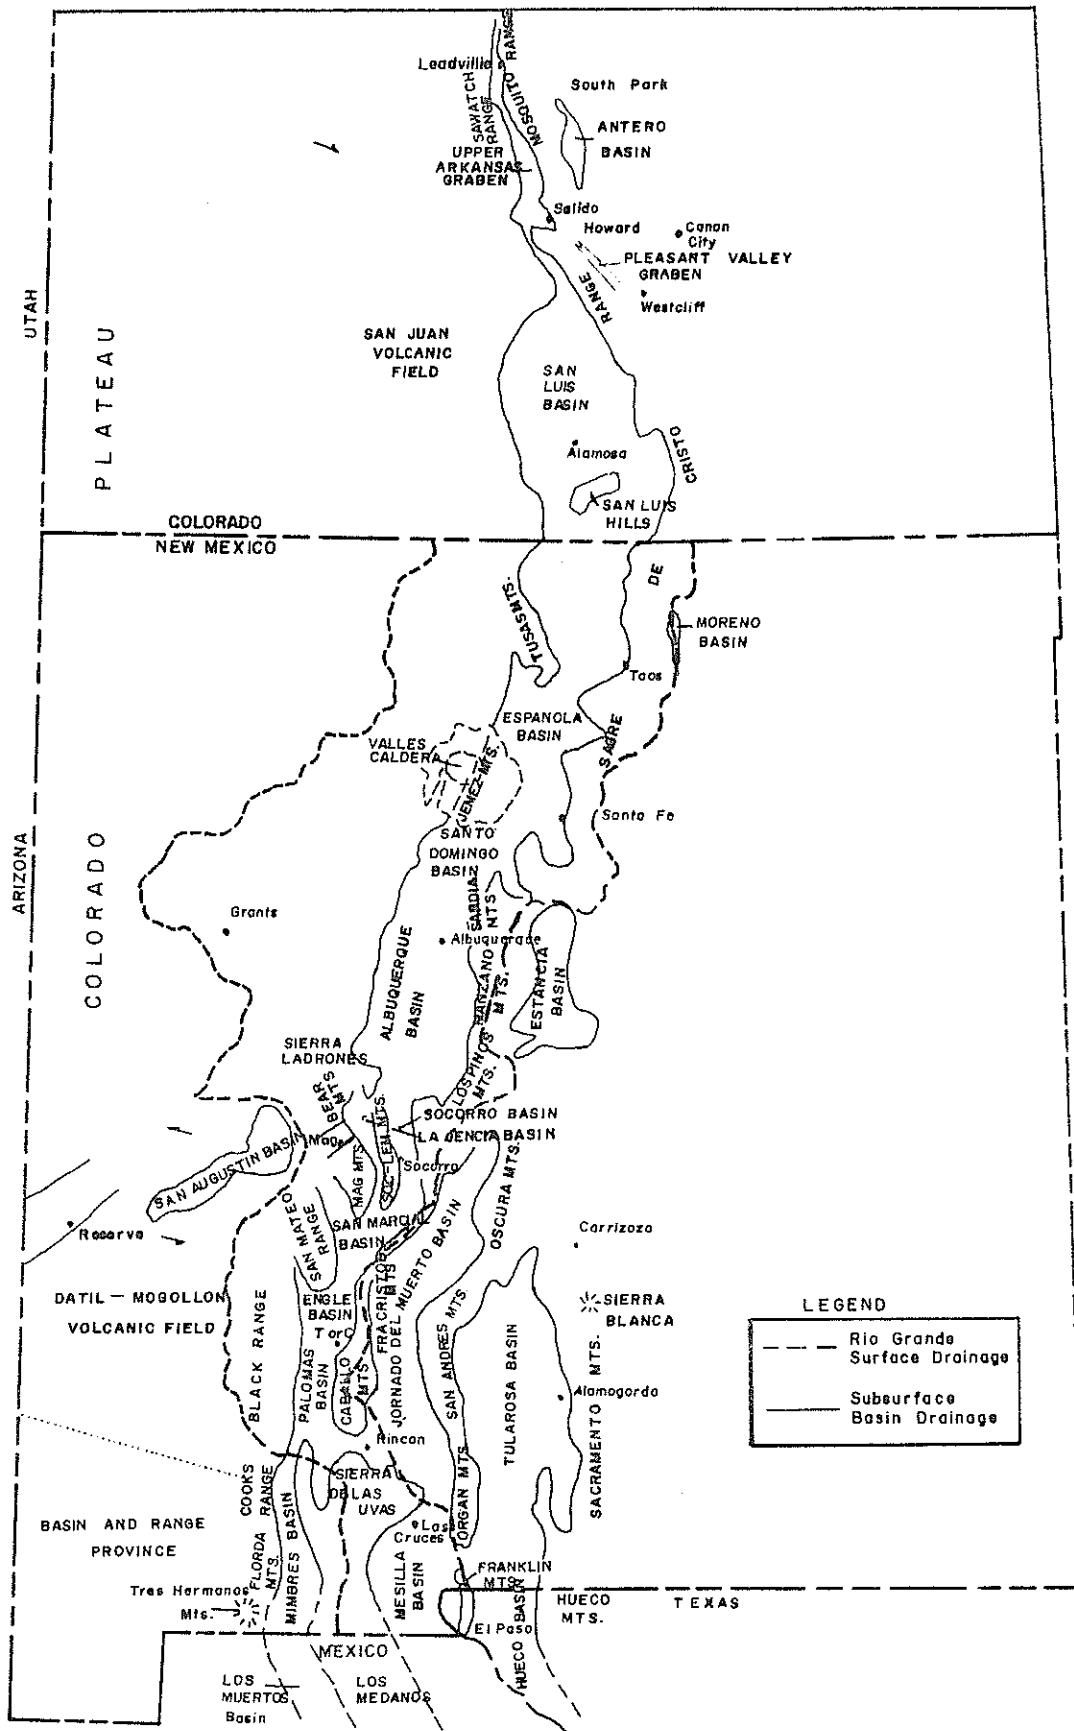 Leadville
SAWATCH
RANGE
MOSQUITO RANGE
South Park
ANTERO
BASIN
UPPER
ARKANSAS
GRABEN
Salido
Howard
Canon
City
PLEASANT VALLEY
GRABEN
Westcliff
RANGE
UTAH
PLATEAU
SAN JUAN
VOLCANIC
FIELD
SAN
LUIS
BASIN
Alamosa
CRISTO
SAN LUIS
HILLS
COLORADO
NEW MEXICO
DE
TUSAS MTS.
MORENO
BASIN
Taos
ESPANOLA
BASIN
SAGRE
VALLES
CALDERA
JEMEZ MTS.
SANTO
DOMINGO
BASIN
Santa Fe
ARIZONA
COLORADO
Grants
SANDIA
MTS
Albuquerque
ALBUQUERQUE
BASIN
MANZANO
MTS.
ESTANCIA
BASIN
SIERRA
LADRONES
LOS PINOS
MTS.
BEAR
MTS
SOCORRO BASIN
LA JENCIA BASIN
SAN AUGUSTIN BASIN
Mag.
MAG MTS.
SOC-LEM MTS.
Socorro
OSCURA MTS.
Reserve
SAN MATEO
RANGE
SAN MARCIAL
BASIN
Carrizozo
DATIL - MOGOLLON
VOLCANIC FIELD
BLACK RANGE
ENGLE
BASIN
T or C
FRA CRISTOBAL
MTS
JORNADO DEL MUERTO BASIN
SAN ANDRES MTS.
TULAROSA BASIN
SIERRA
BLANCA
PALOMAS
BASIN
CABALLO
MTS
Alamogordo
SACRAMENTO MTS.
LEGEND
Rio Grande
Surface Drainage
Subsurface
Basin Drainage
Rincon
SIERRA
DE LAS
UVAS
ORGAN MTS.
COOKS
RANGE
BASIN AND RANGE
PROVINCE
FLORDA
MTS.
MIMBRES BASIN
Las
Cruces
MESILLA
BASIN
FRANKLIN
MTS
Tres Hermanos
Mts.
HUECO BASIN
HUECO
MTS.
TEXAS
El Paso
MEXICO
LOS
MUERTOS
Basin
LOS
MEDANOS